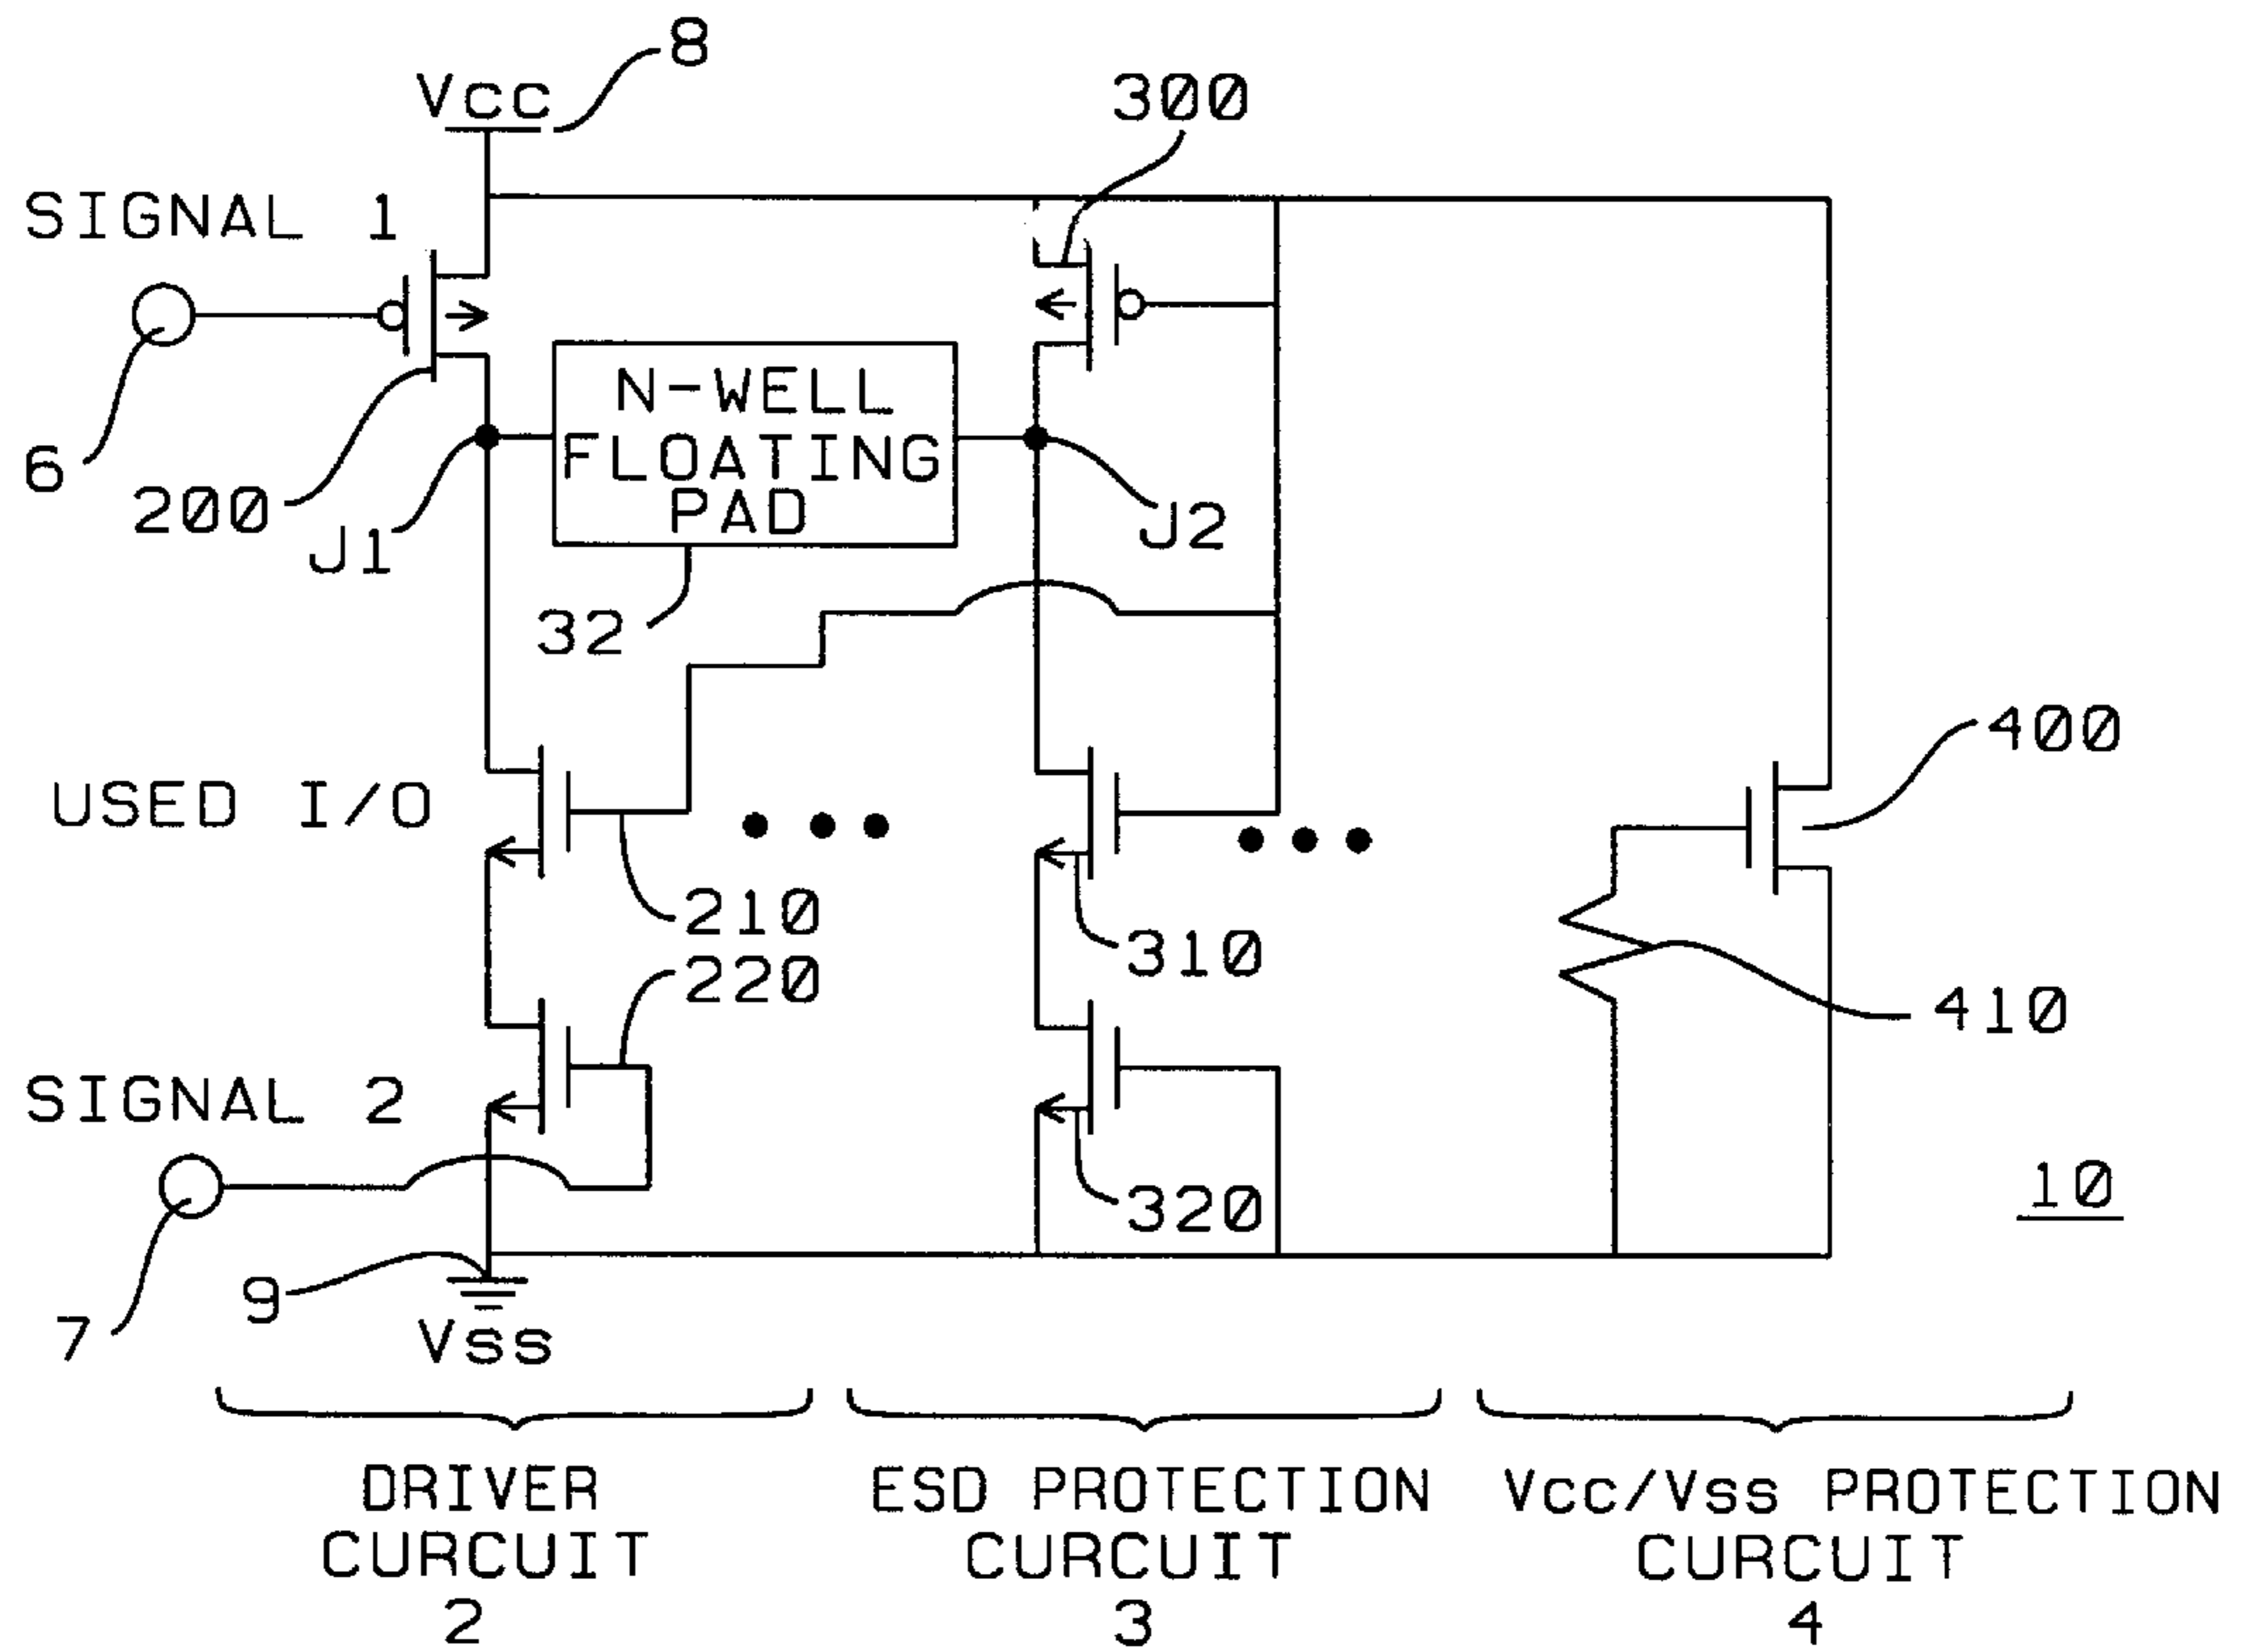 8
Vcc
300
SIGNAL 1
6
200
J1
N-WELL
FLOATING
PAD
J2
32
400
USED I/O
210
310
220
410
SIGNAL 2
320
10
9
7
Vss
DRIVER
CURCUIT
2
ESD PROTECTION
CURCUIT
3
Vcc/Vss PROTECTION
CURCUIT
4